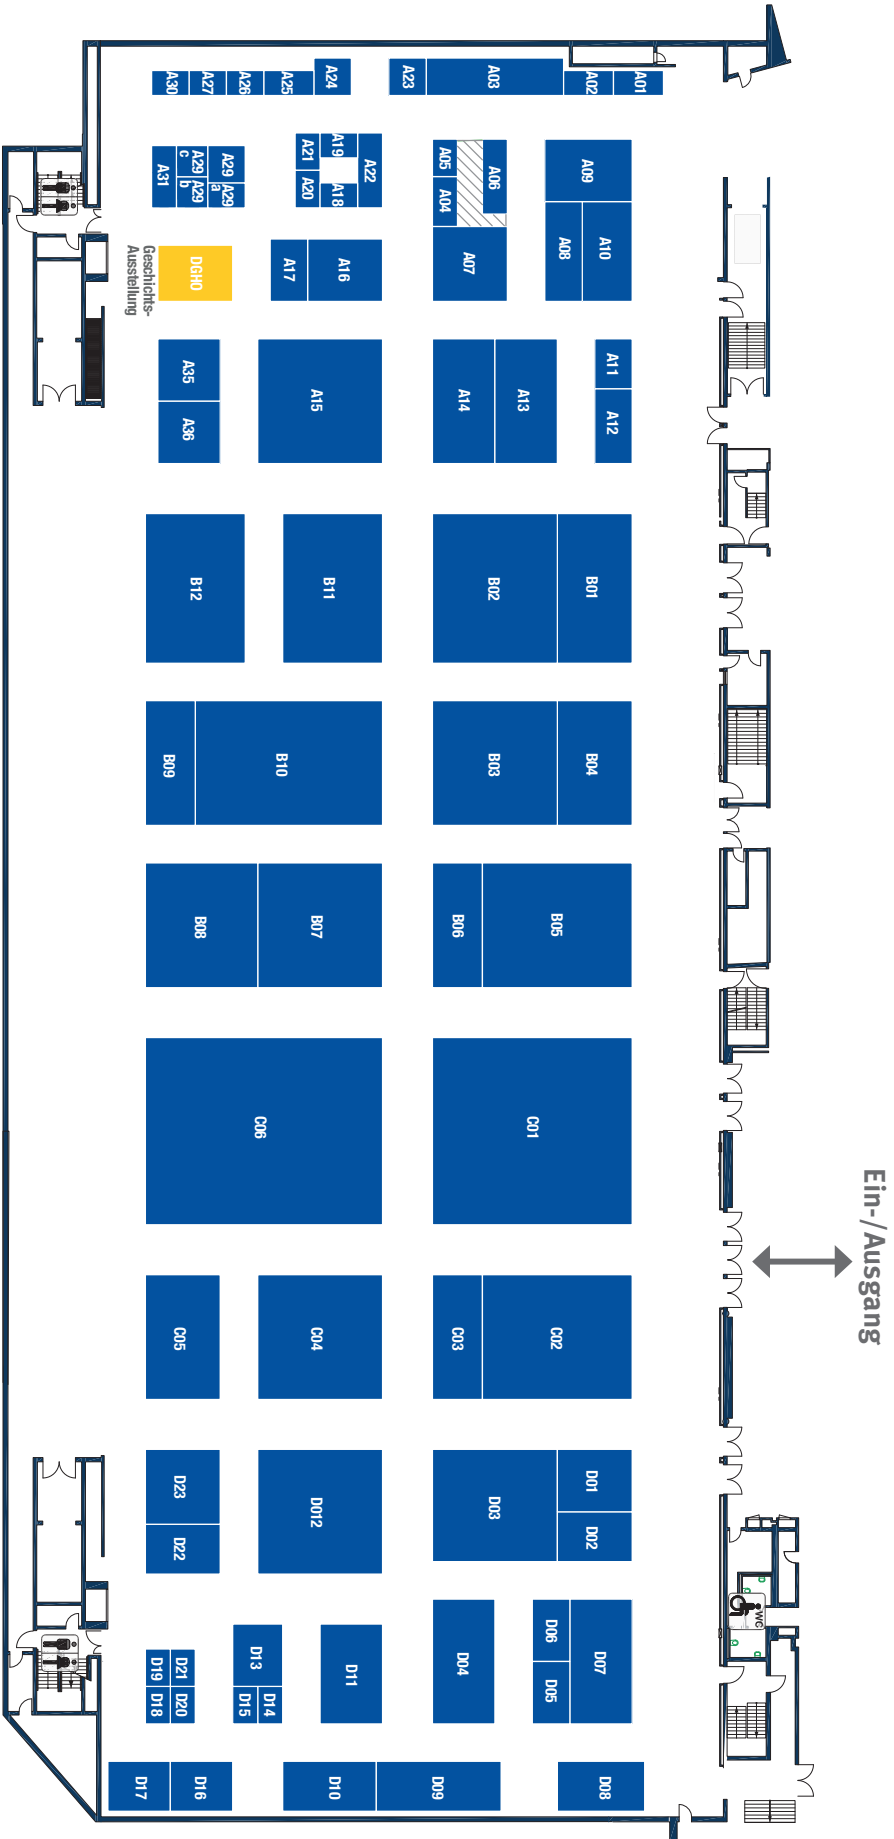 Ein-/Ausgang
WC
A01
A02
A03
A23
A24
A25
A26
A27
A30
A09
A10
A08
A06
A05
A04
A07
A22
A19
A18
A21
A20
A16
A17
A29
A29
a
A29
c
A29
b
A31
DGHO
Geschichts-
Ausstellung
A11
A12
A13
A14
A15
A35
A36
B01
B02
B11
B12
B04
B03
B10
B09
B05
B06
B07
B08
C01
C06
C02
C03
C04
C05
D01
D02
D03
D012
D23
D22
D07
D06
D05
D04
D11
D13
D14
D15
D21
D20
D19
D18
D08
D09
D10
D16
D17